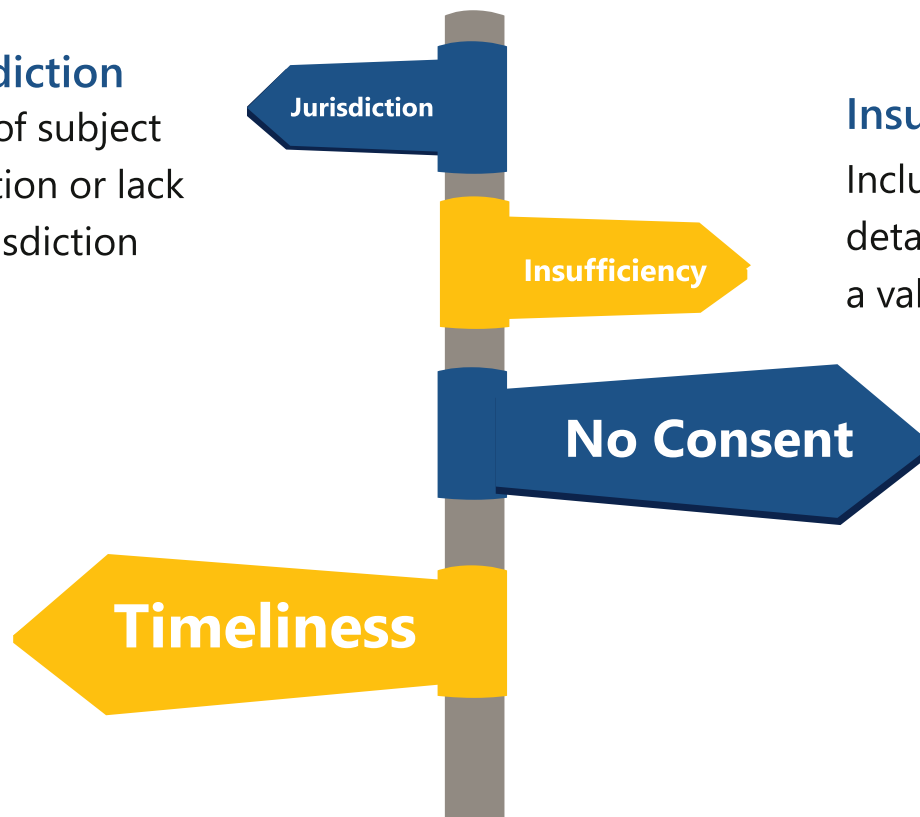 diction
of subject
tion or lack
sdiction
Jurisdiction
Insu
Inclu
deta
a val
Insufficiency
No Consent
Timeliness